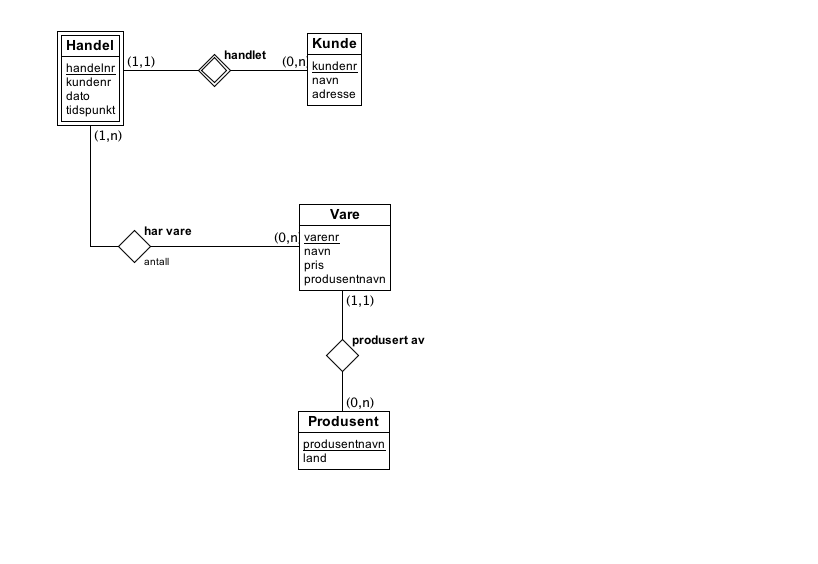 Handel
handelnr
kundenr
dato
tidspunkt
(1,1)
handlet
(0,n
Kunde
kundenr
navn
adresse
(1,n)
har vare
antall
(0,n
Vare
varenr
navn
pris
produsentnavn
(1,1)
produsert av
(0,n)
Produsent
produsentnavn
land